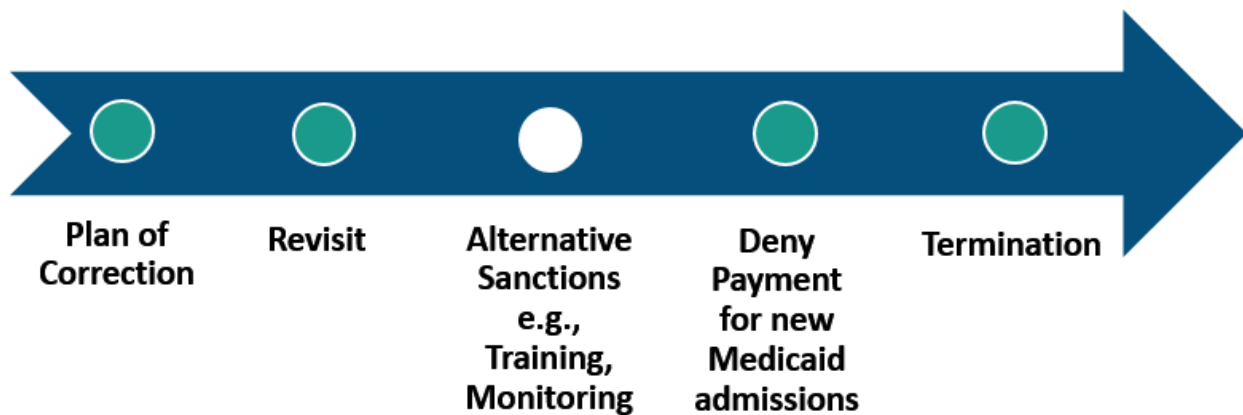 Plan of
Correction
Revisit
Alternative
Sanctions
e.g.,
Training,
Monitoring
Deny
Payment
for new
Medicaid
admissions
Termination